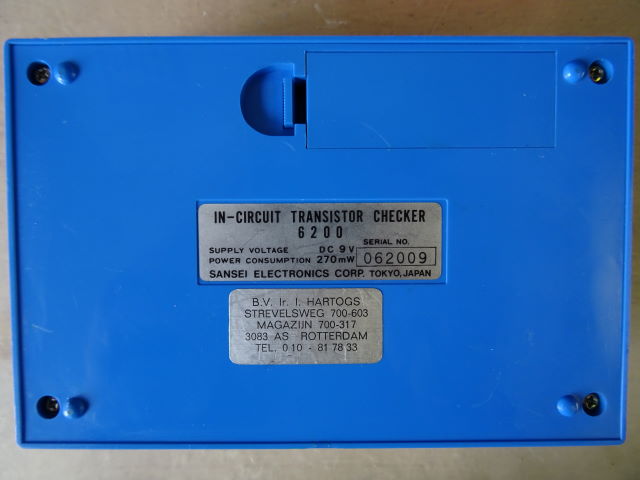 IN-CIRCUIT TRANSISTOR CHECKER
6200
SERIAL NO.
SUPPLY VOLTAGE DC 9V
POWER CONSUMPTION 270mW 062009
SANSEI ELECTRONICS CORP. TOKYO, JAPAN
B.V. Ir. I. HARTOGS
STREVELSWEG 700-603
MAGAZIJN 700-317
3083 AS ROTTERDAM
TEL. 010 - 81 78 33